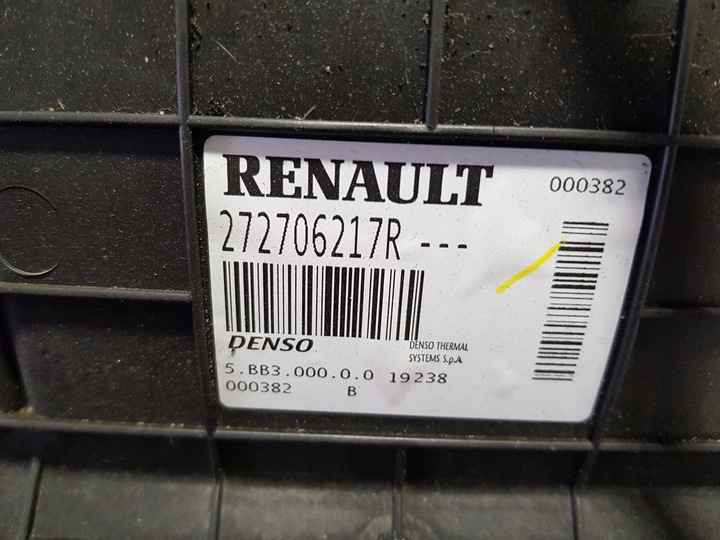 RENAULT
000382
272706217R ---
DENSO
DENSO THERMAL
SYSTEMS S.p.A
5.BB3.000.0.0 19238
000382 B